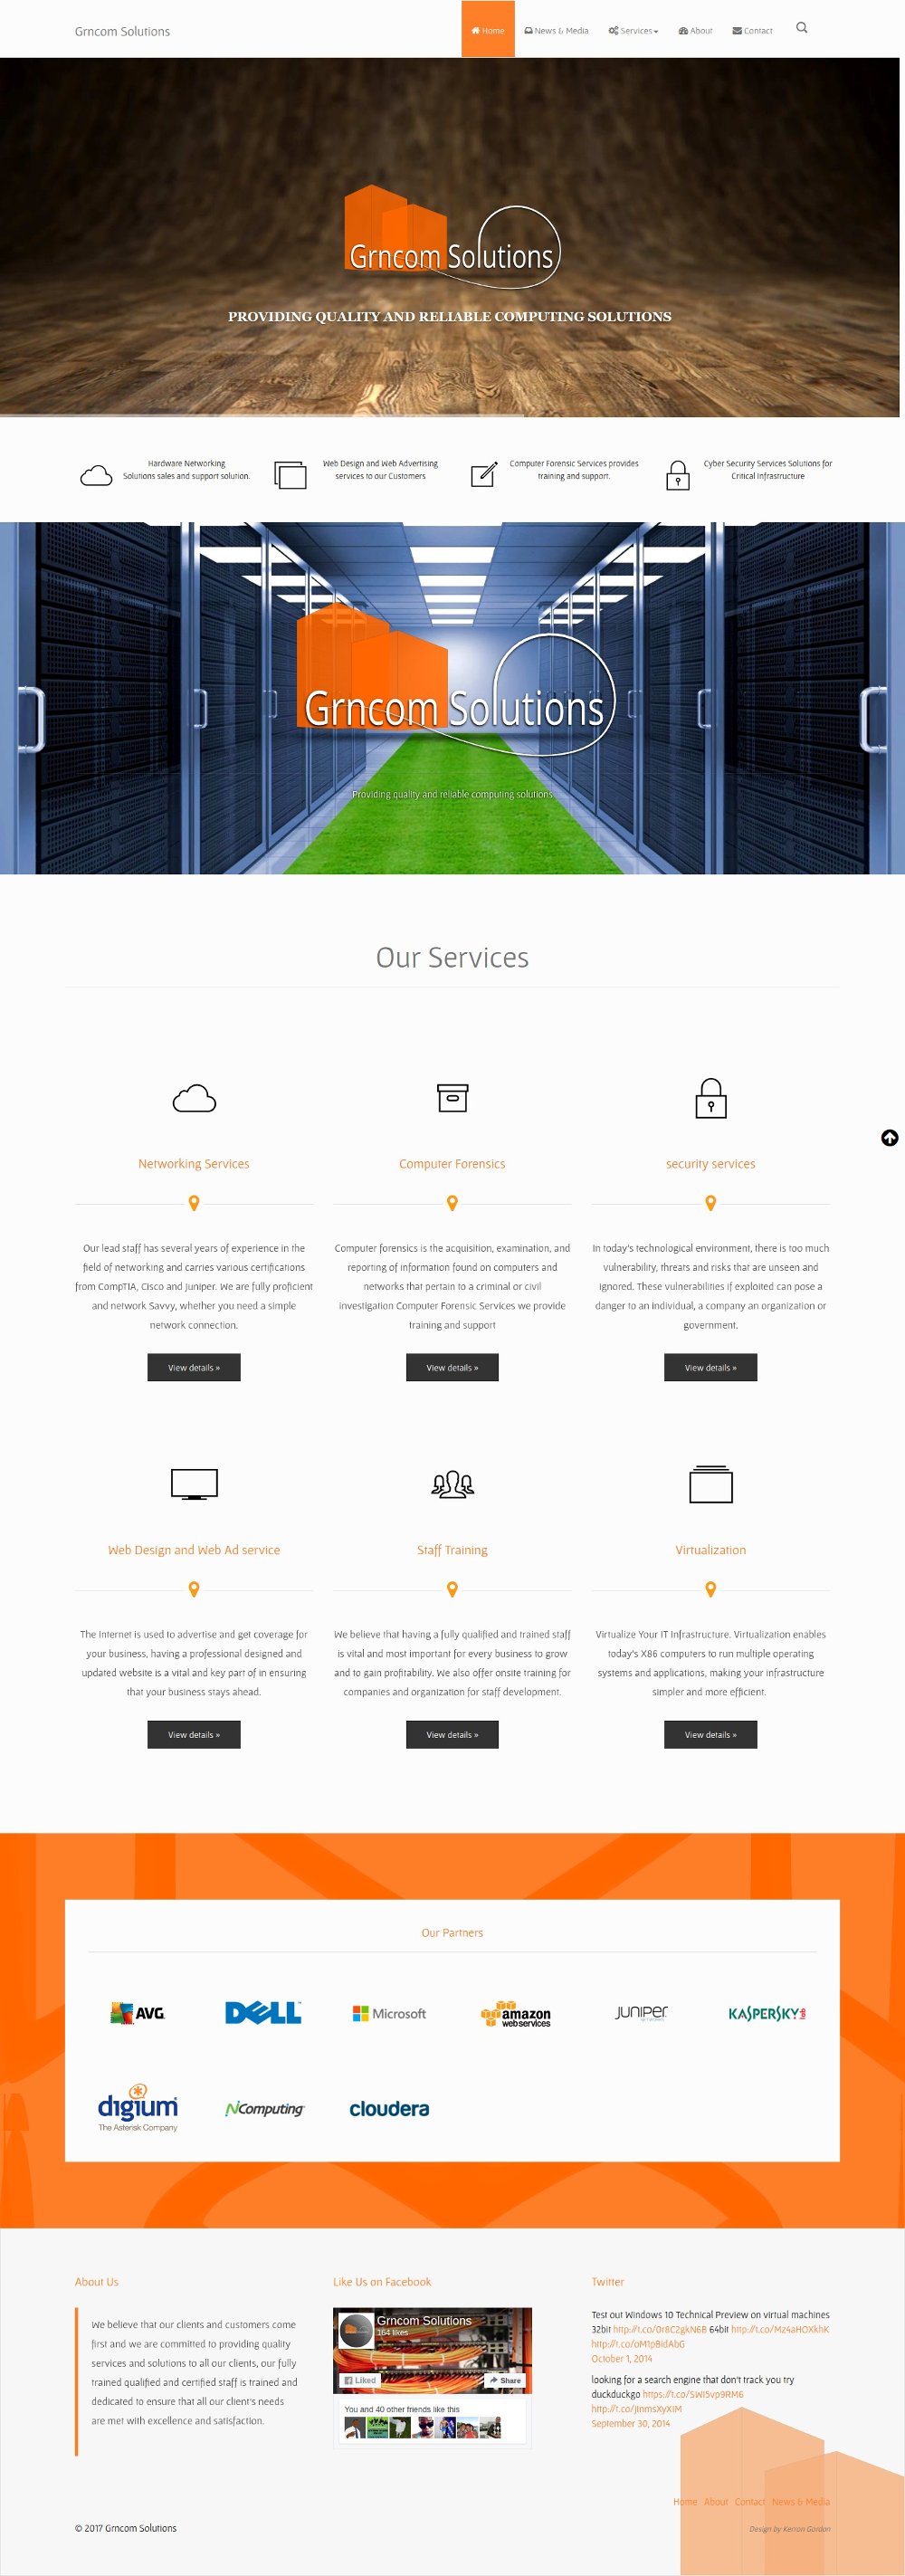 Grncom Solutions
Home News & Media Services About Contact
Grncom Solutions
PROVIDING QUALITY AND RELIABLE COMPUTING SOLUTIONS
Hardware Networking
Solutions sales and support solution.
Web Design and Web Advertising
services to our Customers
Computer Forensic Services provides
training and support.
Cyber Security Services Solutions for
Critical Infrastructure
Grncom Solutions
Providing quality and reliable computing solutions
Our Services
Networking Services
Our lead staff has several years of experience in the
field of networking and carries various certifications
from CompTIA, Cisco and Juniper. We are fully proficient
and network Savvy, whether you need a simple
network connection.
View details »
Computer Forensics
Computer forensics is the acquisition, examination, and
reporting of information found on computers and
networks that pertain to a criminal or civil
investigation Computer Forensic Services we provide
training and support
View details »
security services
In today's technological environment, there is too much
vulnerability, threats and risks that are unseen and
ignored. These vulnerabilities if exploited can pose a
danger to an individual, a company an organization or
government.
View details »
Web Design and Web Ad service
The Internet is used to advertise and get coverage for
your business, having a professional designed and
updated website is a vital and key part of in ensuring
that your business stays ahead.
View details »
Staff Training
We believe that having a fully qualified and trained staff
is vital and most important for every business to grow
and to gain profitability. We also offer onsite training for
companies and organization for staff development.
View details »
Virtualization
Virtualize Your IT Infrastructure. Virtualization enables
today's X86 computers to run multiple operating
systems and applications, making your infrastructure
simpler and more efficient.
View details »
Our Partners
AVG
DELL
Microsoft
amazon
webservices
JUNIPER
KASPERSKY lab
digium
The Asterisk Company
NComputing
cloudera
About Us
We believe that our clients and customers come
first and we are committed to providing quality
services and solutions to all our clients, our fully
trained qualified and certified staff is trained and
dedicated to ensure that all our client's needs
are met with excellence and satisfaction.
Like Us on Facebook
Grncom Solutions
164 likes
Liked
Share
You and 40 other friends like this
Twitter
Test out Windows 10 Technical Preview on virtual machines
32bit http://t.co/0r8C2gkN6B 64bit http://t.co/Mz4aHOXkhK
http://t.co/oM1pBidAbG
October 1, 2014
looking for a search engine that don't track you try
duckduckgo https://t.co/SWI5vp9RM6
http://t.co/JInmsXyXIM
September 30, 2014
Home About Contact News & Media
© 2017 Grncom Solutions
Design by Kerron Gordon